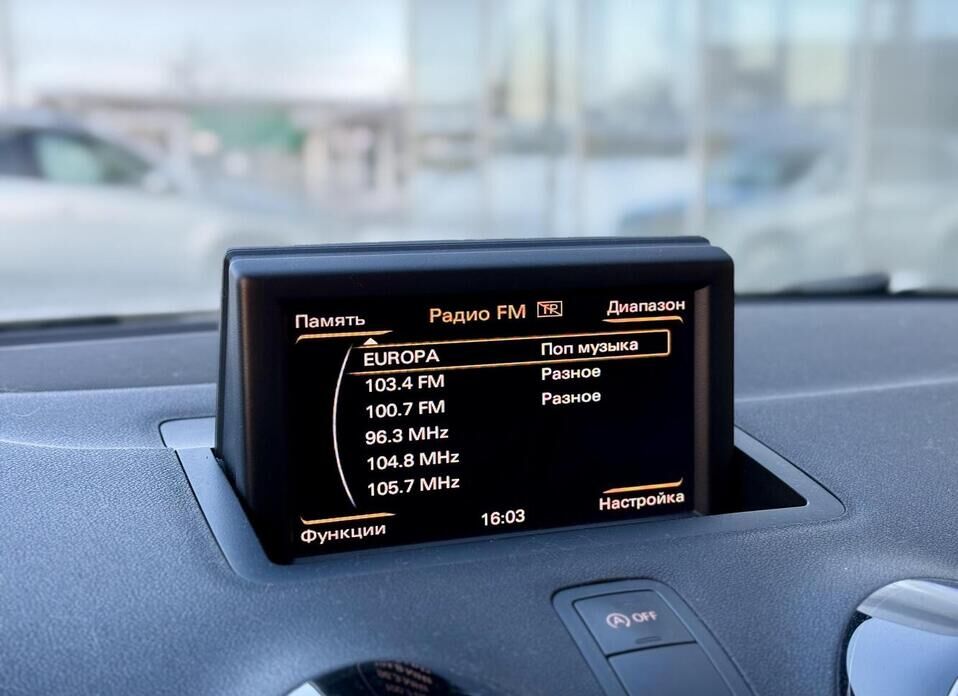 Память Радио FM TP Диапазон
EUROPA Поп музыка
103.4 FM Разное
100.7 FM Разное
96.3 MHz
104.8 MHz
105.7 MHz
Функции 16:03 Настройка
A OFF